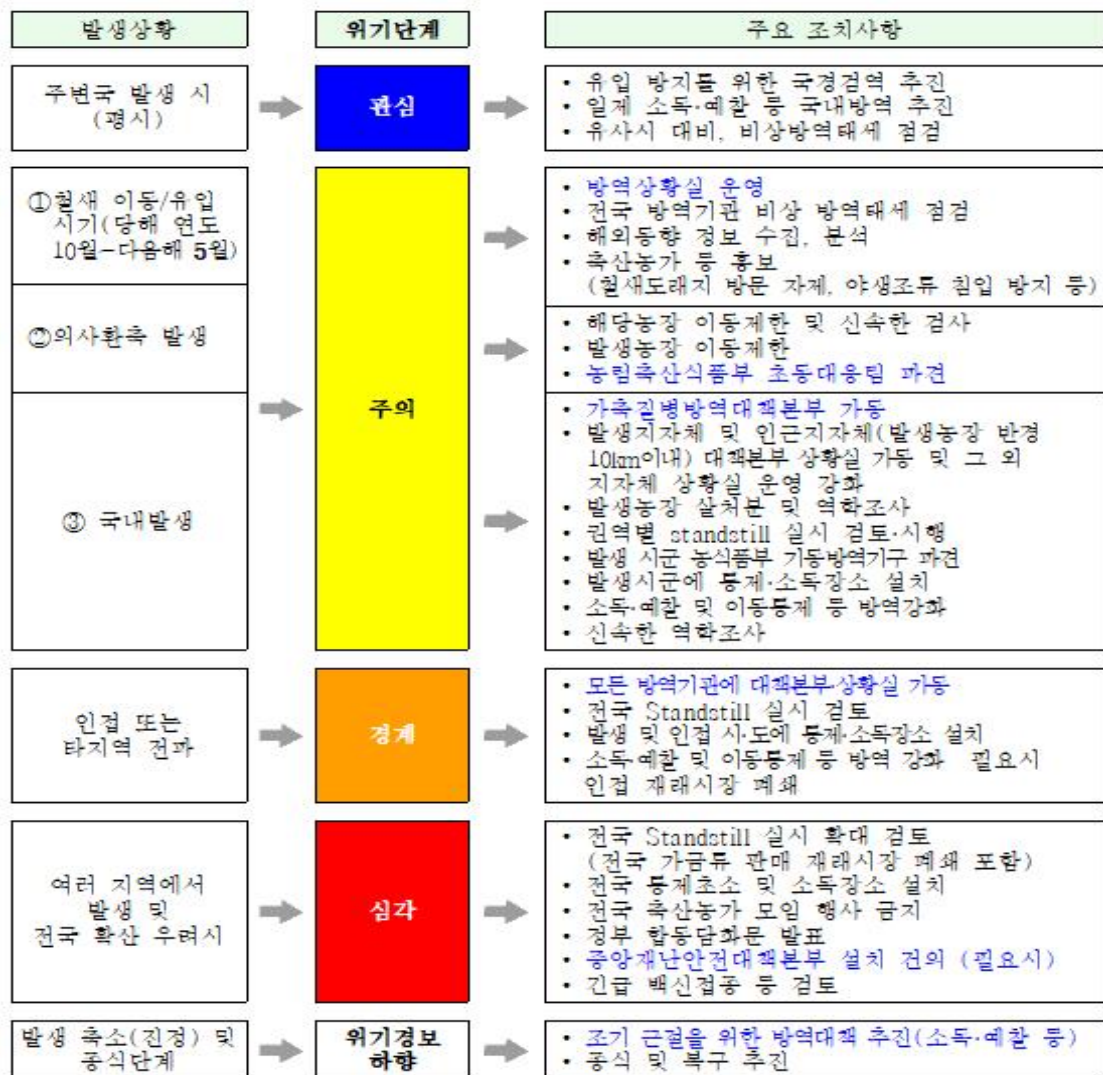 발생상황
위기단계
주요 조치사항
주변국 발생 시
(평시)
관심
• 유입 방지를 위한 국경검역 추진
• 일제 소독·예찰 등 국내방역 추진
• 유사시 대비, 비상방역태세 점검
①철새 이동/유입
시기(당해 연도
10월-다음해 5월)
②의사환축 발생
③ 국내발생
주의
• 방역상황실 운영
• 전국 방역기관 비상 방역태세 점검
• 해외동향 정보 수집, 분석
• 축산농가 등 홍보
(철새도래지 방문 자제, 야생조류 침입 방지 등)
• 해당농장 이동제한 및 신속한 검사
• 발생농장 이동제한
• 농림축산식품부 초동대응팀 파견
• 가축질병방역대책본부 가동
• 발생지자체 및 인근지자체(발생농장 반경
10km이내) 대책본부 상황실 가동 및 그 외
지자체 상황실 운영 강화
• 발생농장 살처분 및 역학조사
• 권역별 standstill 실시 검토·시행
• 발생 시군 농식품부 기동방역기구 파견
• 발생시군에 통제·소독장소 설치
• 소독·예찰 및 이동통제 등 방역강화
• 신속한 역학조사
인접 또는
타지역 전파
경계
• 모든 방역기관에 대책본부·상황실 가동
• 전국 Standstill 실시 검토
• 발생 및 인접 시·도에 통제·소독장소 설치
• 소독·예찰 및 이동통제 등 방역 강화 필요시
인접 재래시장 폐쇄
여러 지역에서
발생 및
전국 확산 우려시
심각
• 전국 Standstill 실시 확대 검토
(전국 가금류 판매 재래시장 폐쇄 포함)
• 전국 통제초소 및 소독장소 설치
• 전국 축산농가 모임 행사 금지
• 정부 합동담화문 발표
• 중앙재난안전대책본부 설치 건의 (필요시)
• 긴급 백신접종 등 검토
발생 축소(진정) 및
종식단계
위기경보
하향
• 조기 근절을 위한 방역대책 추진(소독·예찰 등)
• 종식 및 복구 추진